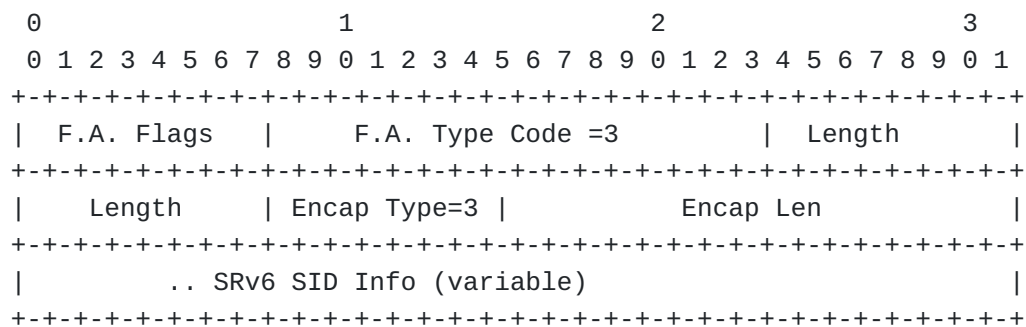 0                   1                   2                   3
 0 1 2 3 4 5 6 7 8 9 0 1 2 3 4 5 6 7 8 9 0 1 2 3 4 5 6 7 8 9 0 1
+-+-+-+-+-+-+-+-+-+-+-+-+-+-+-+-+-+-+-+-+-+-+-+-+-+-+-+-+-+-+-+-+
|  F.A. Flags   |     F.A. Type Code =3         |  Length       |
+-+-+-+-+-+-+-+-+-+-+-+-+-+-+-+-+-+-+-+-+-+-+-+-+-+-+-+-+-+-+-+-+
|    Length     | Encap Type=3 |           Encap Len            |
+-+-+-+-+-+-+-+-+-+-+-+-+-+-+-+-+-+-+-+-+-+-+-+-+-+-+-+-+-+-+-+-+
|         .. SRv6 SID Info (variable)                           |
+-+-+-+-+-+-+-+-+-+-+-+-+-+-+-+-+-+-+-+-+-+-+-+-+-+-+-+-+-+-+-+-+